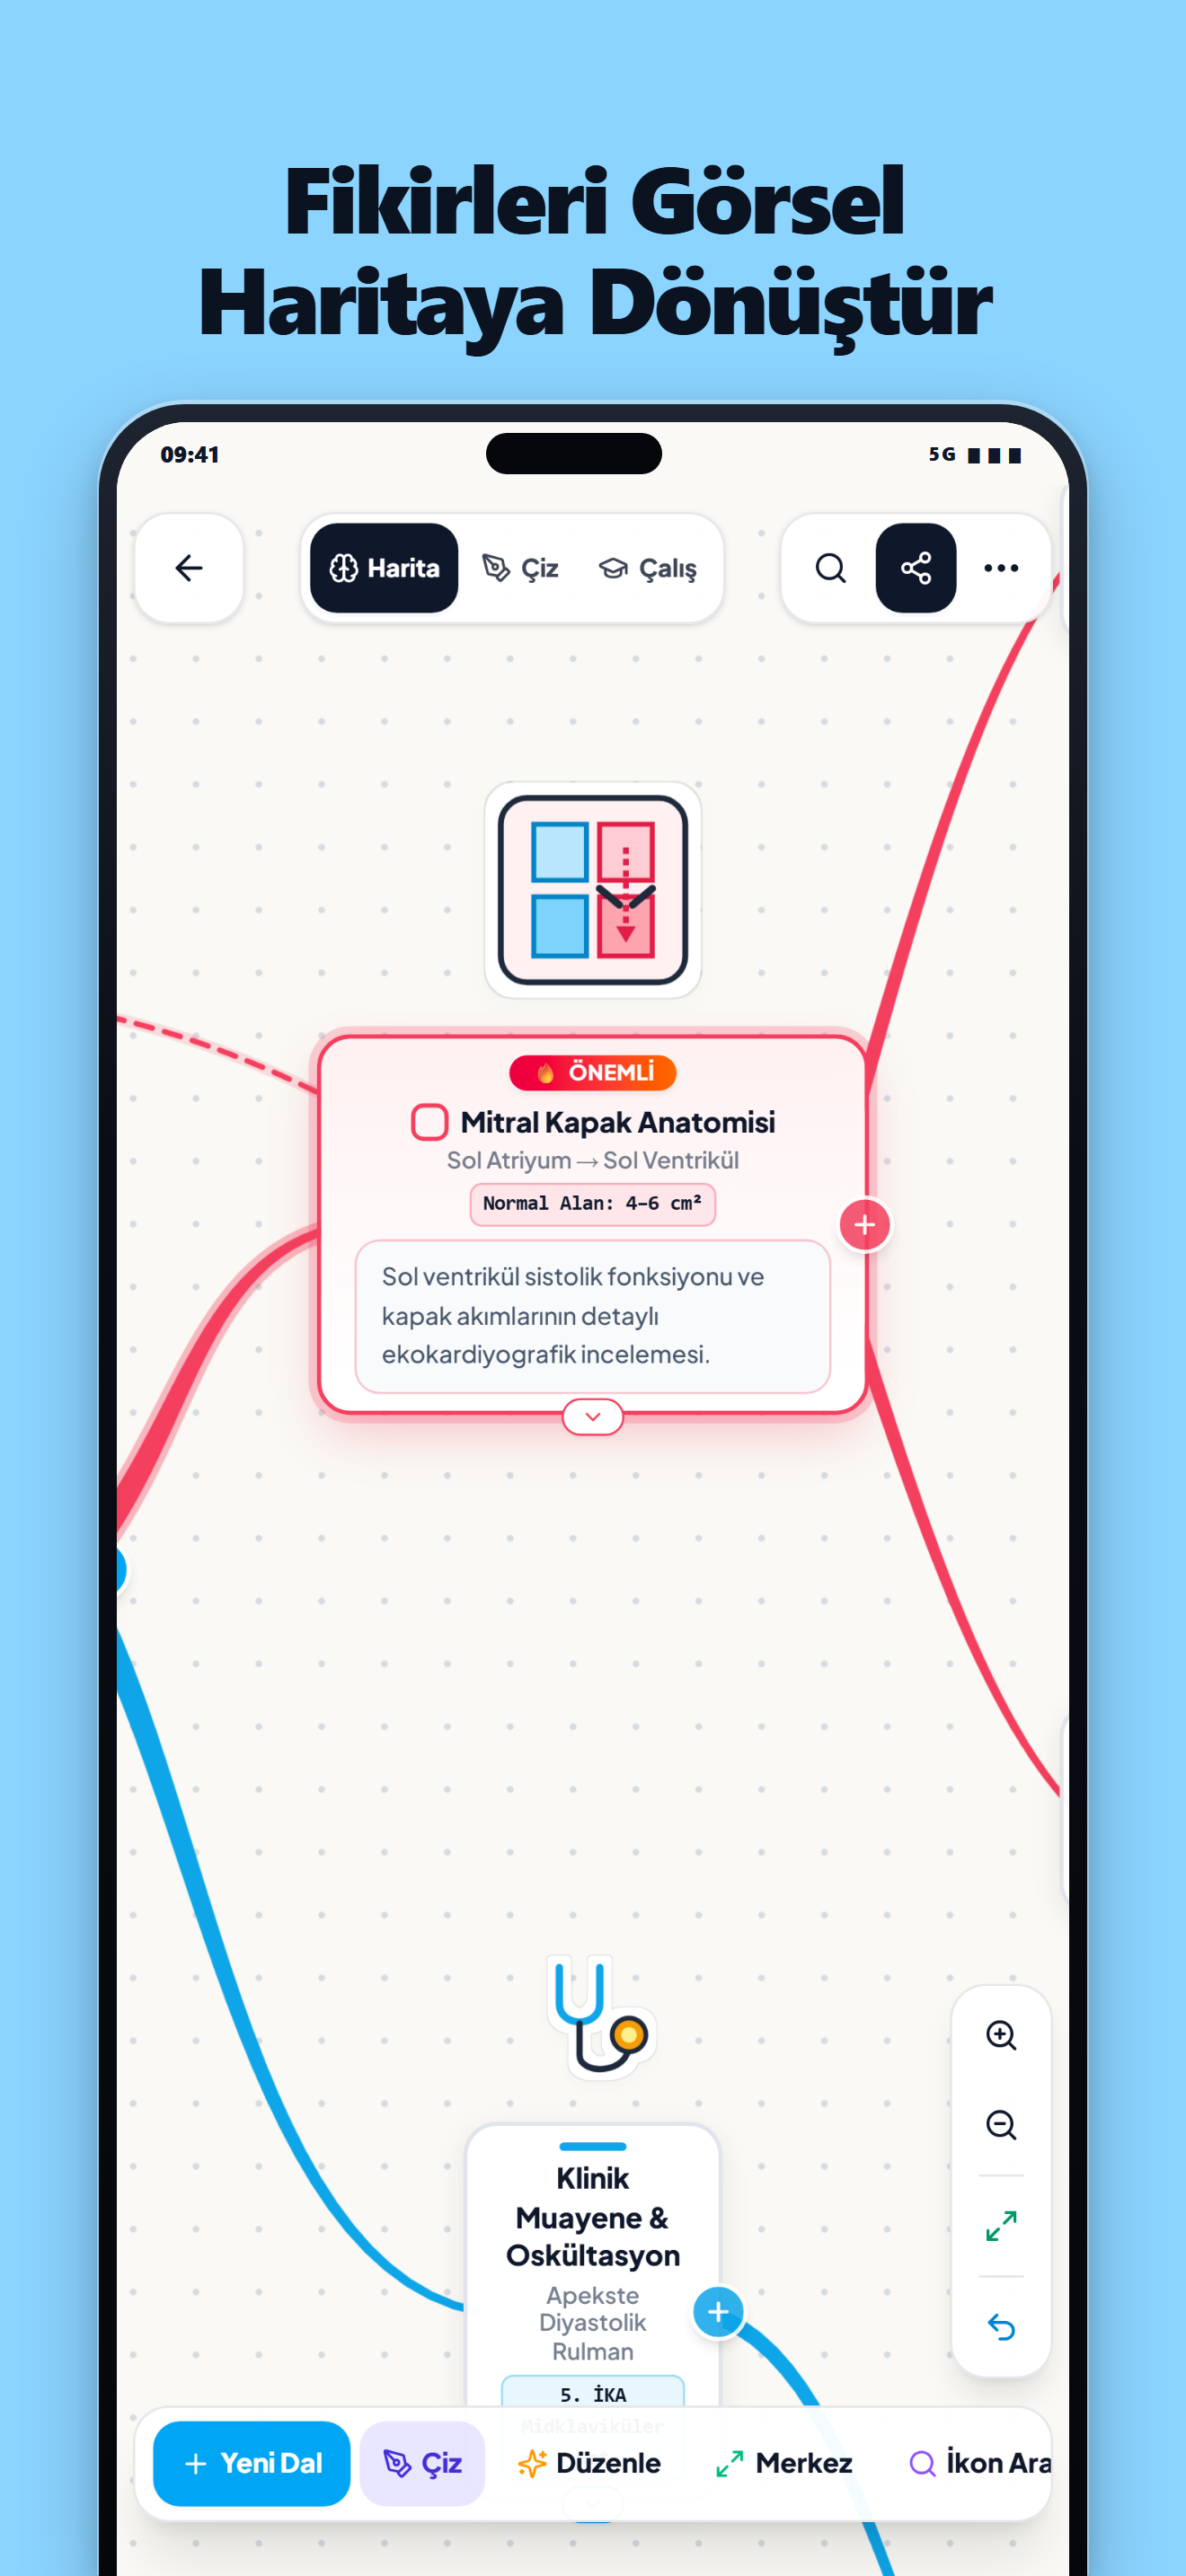 Fikirleri Görsel
Haritaya Dönüştür
09:41
5G
Harita
Çiz
Çalış
ÖNEMLİ
Mitral Kapak Anatomisi
Sol Atriyum → Sol Ventrikül
Normal Alan: 4-6 cm²
Sol ventrikül sistolik fonksiyonu ve
kapak akımlarının detaylı
ekokardiyografik incelemesi.
Klinik
Muayene &
Oskültasyon
Apekste
Diyastolik
Rulman
5. İKA
Midklaviküler
+ Yeni Dal
Çiz
Düzenle
Merkez
İkon Ara